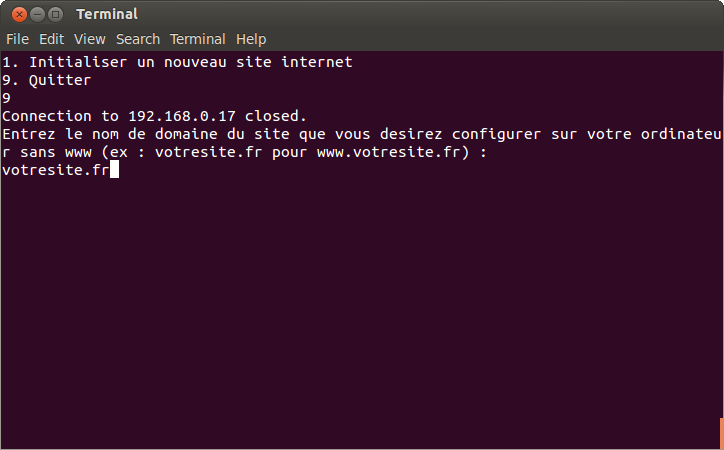 Terminal
File Edit View Search Terminal Help
1. Initialiser un nouveau site internet
9. Quitter
9
Connection to 192.168.0.17 closed.
Entrez le nom de domaine du site que vous desirez configurer sur votre ordinateu
r sans www (ex : votresite.fr pour www.votresite.fr) :
votresite.fr